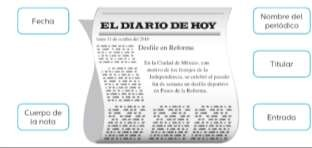 Fecha
Nombre del
periódico
EL DIARIO DE HOY
Desfile en Reforma
Titular
En la Ciudad de México, con
motivo de los festejos de la
Independencia, se celebró el pasado
fin de semana un desfile deportivo
en Paseo de la Reforma.
Cuerpo de
la nota
Entrada